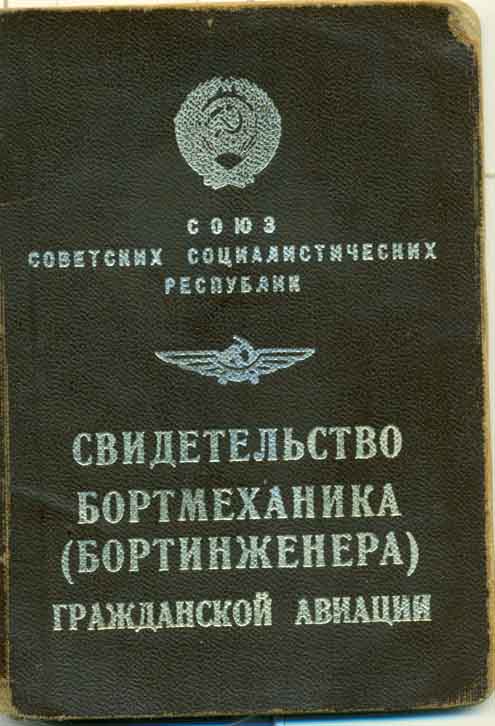 СОЮЗ
СОВЕТСКИХ СОЦИАЛИСТИЧЕСКИХ
РЕСПУБЛИК
СВИДЕТЕЛЬСТВО
БОРТМЕХАНИКА
(БОРТИНЖЕНЕРА)
ГРАЖДАНСКОЙ АВИАЦИИ